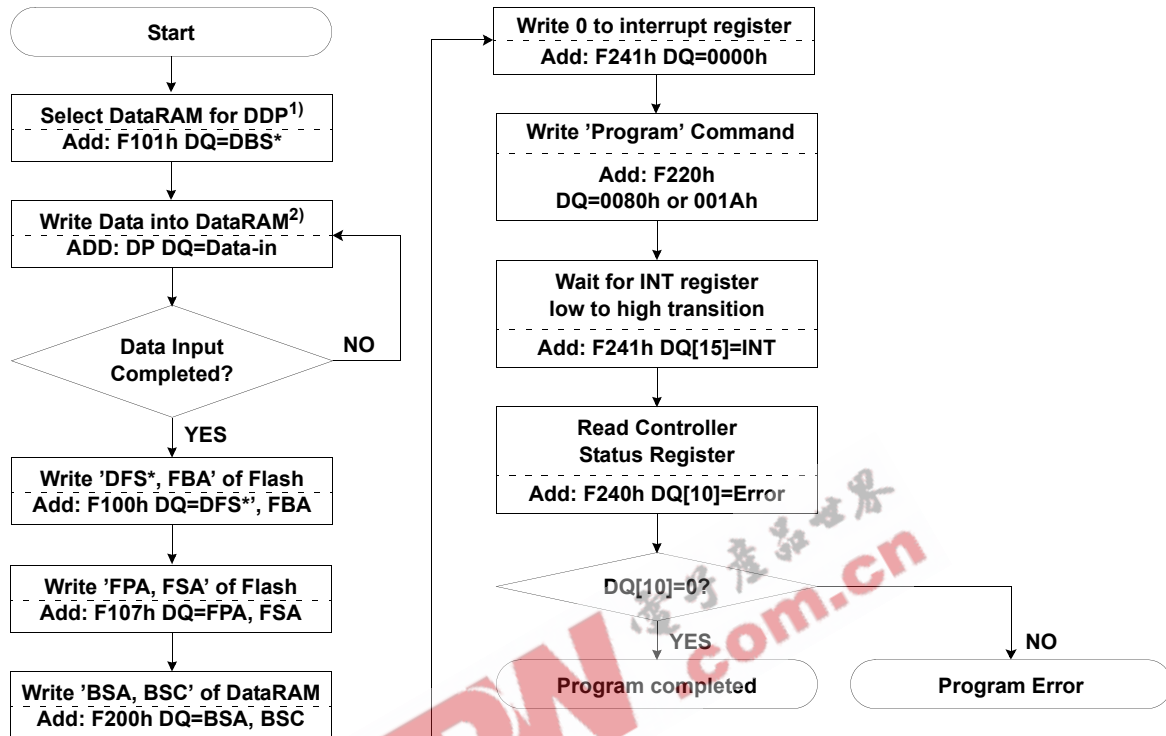 Start
Select DataRAM for DDP1)
Add: F101h DQ=DBS*
Write Data into DataRAM2)
ADD: DP DQ=Data-in
Data Input
Completed?
NO
YES
Write ’DFS*, FBA’ of Flash
Add: F100h DQ=DFS*’, FBA
Write ’FPA, FSA’ of Flash
Add: F107h DQ=FPA, FSA
Write ’BSA, BSC’ of DataRAM
Add: F200h DQ=BSA, BSC
Write 0 to interrupt register
Add: F241h DQ=0000h
Write ’Program’ Command
Add: F220h
DQ=0080h or 001Ah
Wait for INT register
low to high transition
Add: F241h DQ[15]=INT
Read Controller
Status Register
Add: F240h DQ[10]=Error
DQ[10]=0?
YES
NO
Program completed
Program Error
.com.cn